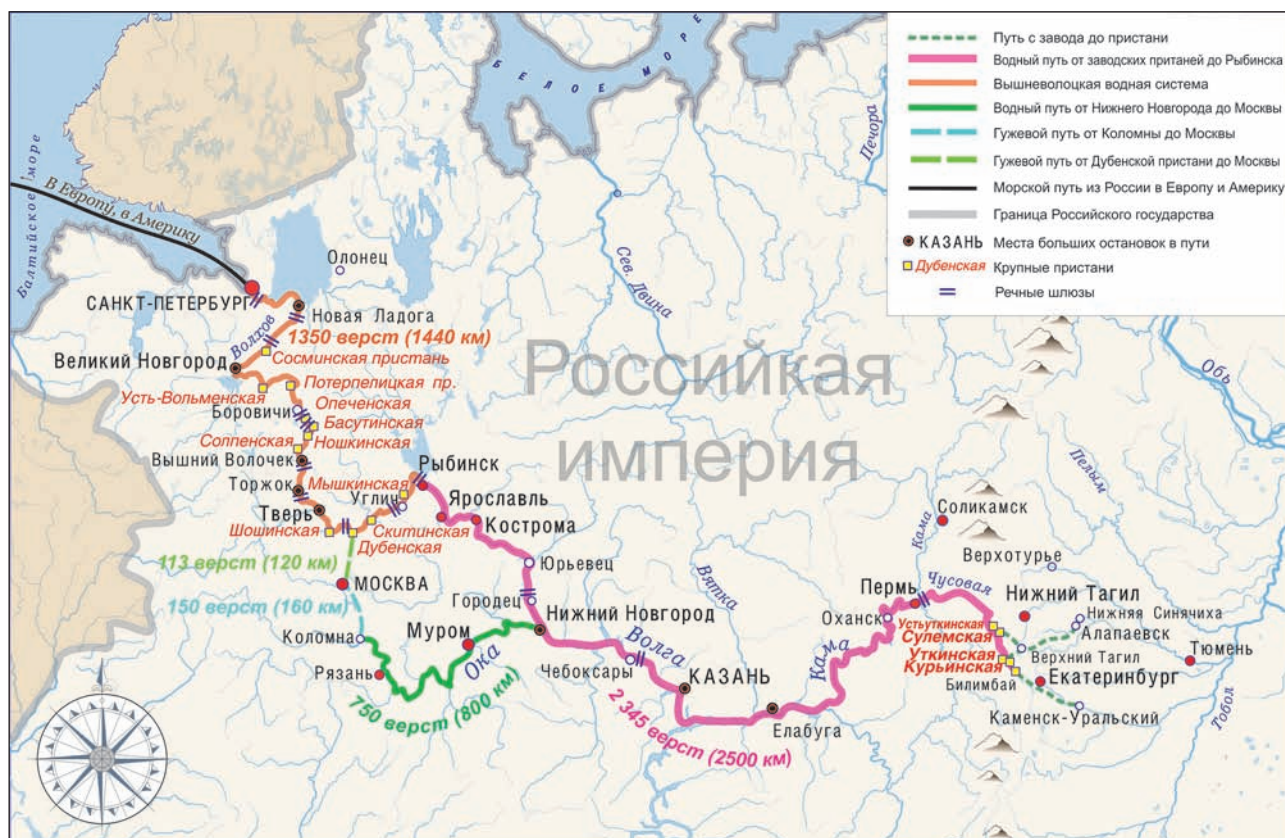 БЕЛОЕ МОРЕ
Печора
Путь с завода до пристани
Водный путь от заводских пританей до Рыбинска
Вышневолоцкая водная система
Водный путь от Нижнего Новгорода до Москвы
Гужевой путь от Коломны до Москвы
Гужевой путь от Дубенской пристани до Москвы
Морской путь из России в Европу и Америку
Граница Российского государства
КАЗАНЬ Места больших остановок в пути
Дубенская Крупные пристани
Речные шлюзы
Балтийское море
В Европу, в Америку
Олонец
Сев. Двина
САНКТ-ПЕТЕРБУРГ
Новая Ладога
Волхов
1350 верст (1440 км)
Сосминская пристань
Великий Новгород
Российкая
империя
Обь
Потерпелицкая пр.
Усть-Вольменская
Опеченская
Боровичи
Басутинская
Солпенская
Ношкинская
Вышний Волочек
Рыбинск
Мышкинская
Торжок
Углич
Ярославль
Тверь
Кострома
Шошинская
Скитинская
Дубенская
Пелым
Кама
Соликамск
Верхотурье
113 верст (120 км)
МОСКВА
Юрьевец
Вятка
Пермь
Чусовая
Нижний Тагил
150 верст (160 км)
Городец
Нижний Новгород
Оханск
Устьуткинская
Нижняя Синячиха
Коломна
Муром
Сулемская
Алапаевск
Ока
Волга
Кама
Уткинская
Верхний Тагил
Тюмень
Рязань
Чебоксары
Курьинская
Екатеринбург
КАЗАНЬ
Билимбай
750 верст (800 км)
2 345 верст (2500 км)
Елабуга
Каменск-Уральский
Тобол